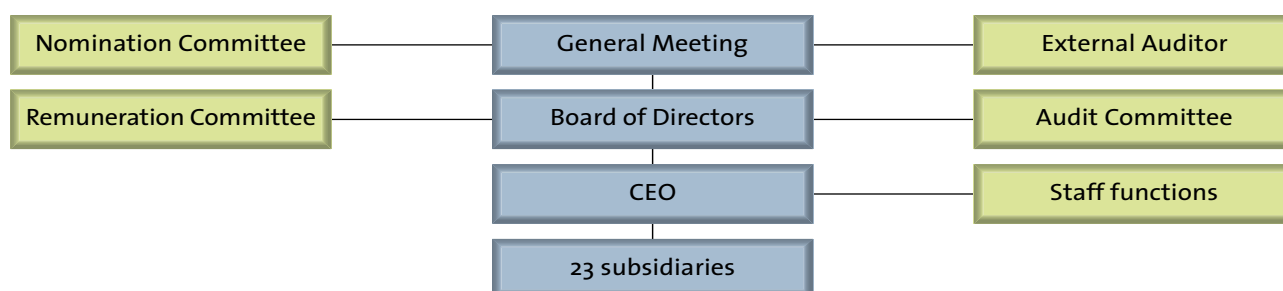 Nomination Committee
General Meeting
External Auditor
Remuneration Committee
Board of Directors
Audit Committee
CEO
Staff functions
23 subsidiaries